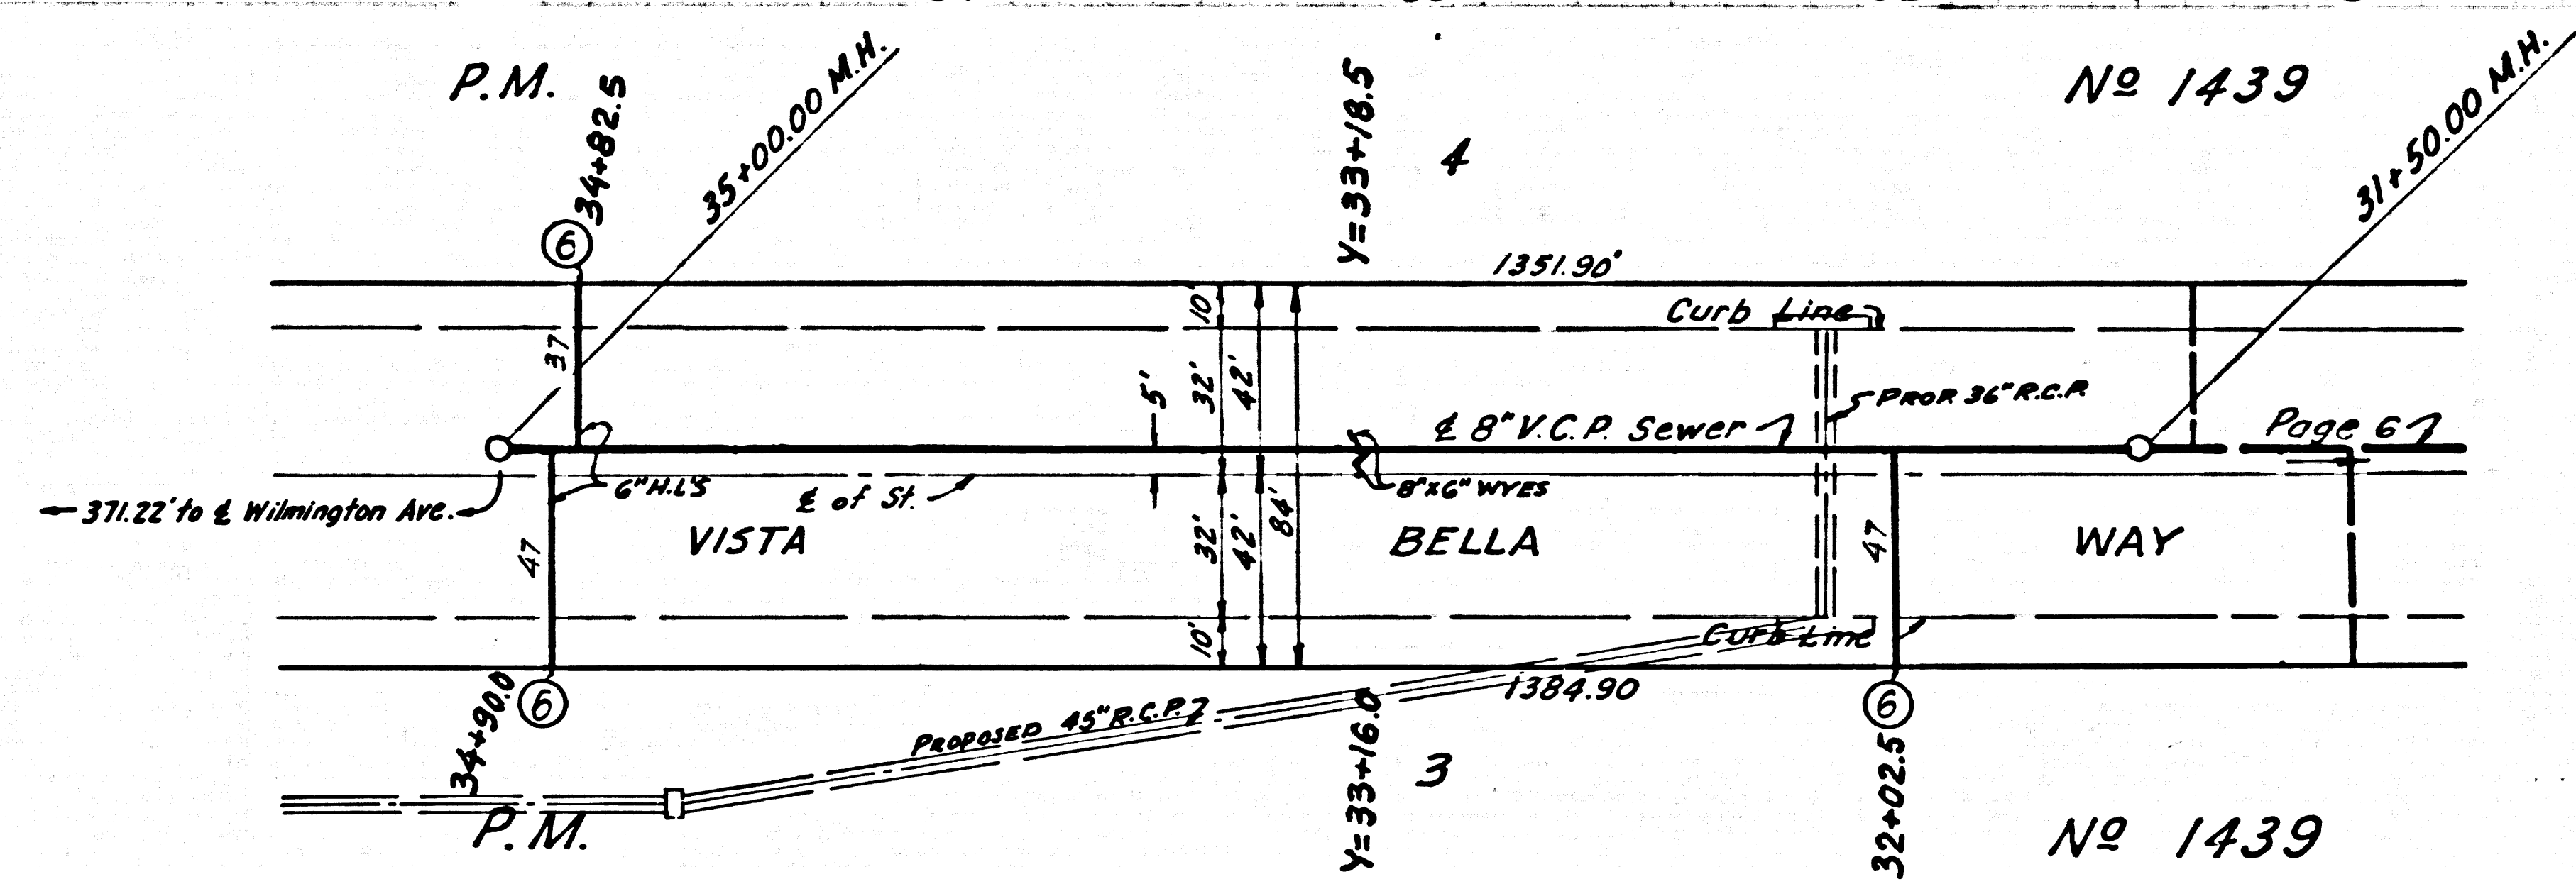 P.M.
34+82.5
35+00.00 M.H.
Y=33+18.5
4
Nº 1439
31+50.00 M.H.
6
1351.90'
10'
Curb Line
37
5'
32'
42'
PROP. 36" R.C.P.
℄ 8" V.C.P. Sewer
Page 6
371.22' to ℄ Wilmington Ave.
6" H.L'S
℄ of St.
84'
8"x6" WYES
VISTA
BELLA
WAY
47
32'
42'
47
10'
Curb Line
34+90.0
6
PROPOSED 45" R.C.P.
1384.90
6
Y=33+16.0
3
32+02.5
P.M.
Nº 1439